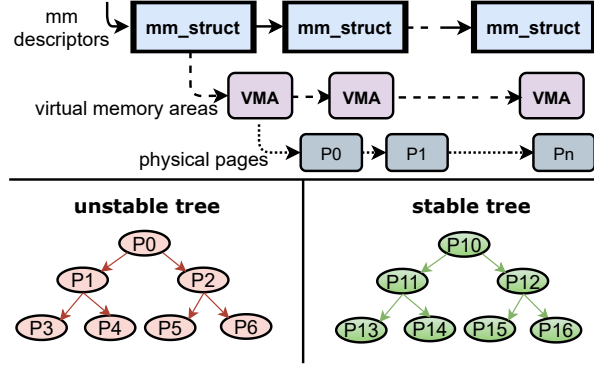 mm
descriptors
mm_struct mm_struct mm_struct
virtual memory areas VMA VMA VMA
physical pages P0 P1 Pn
unstable tree
P0
P1 P2
P3 P4 P5 P6
stable tree
P10
P11 P12
P13 P14 P15 P16